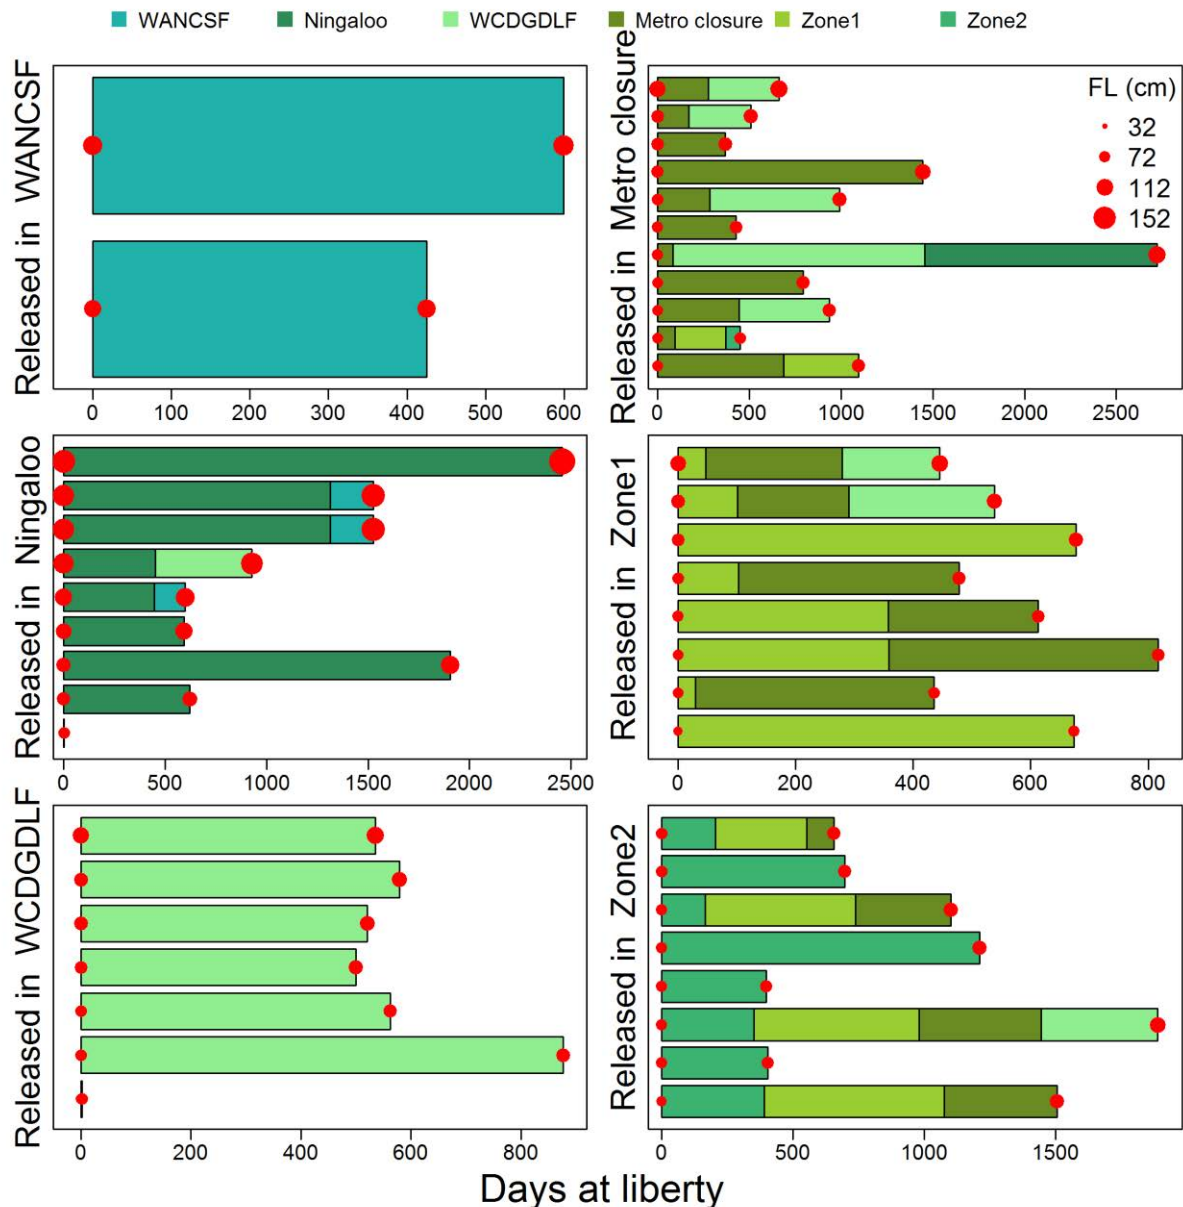 WANCSF Ningaloo WCDGDLF Metro closure Zone1 Zone2
Released in WANCSF
0 100 200 300 400 500 600
Released in Metro closure
FL (cm)
32
72
112
152
0 500 1000 1500 2000 2500
Released in Ningaloo
0 500 1000 1500 2000 2500
Released in Zone1
0 200 400 600 800
Released in WCDGDLF
0 200 400 600 800
Released in Zone2
0 500 1000 1500
Days at liberty